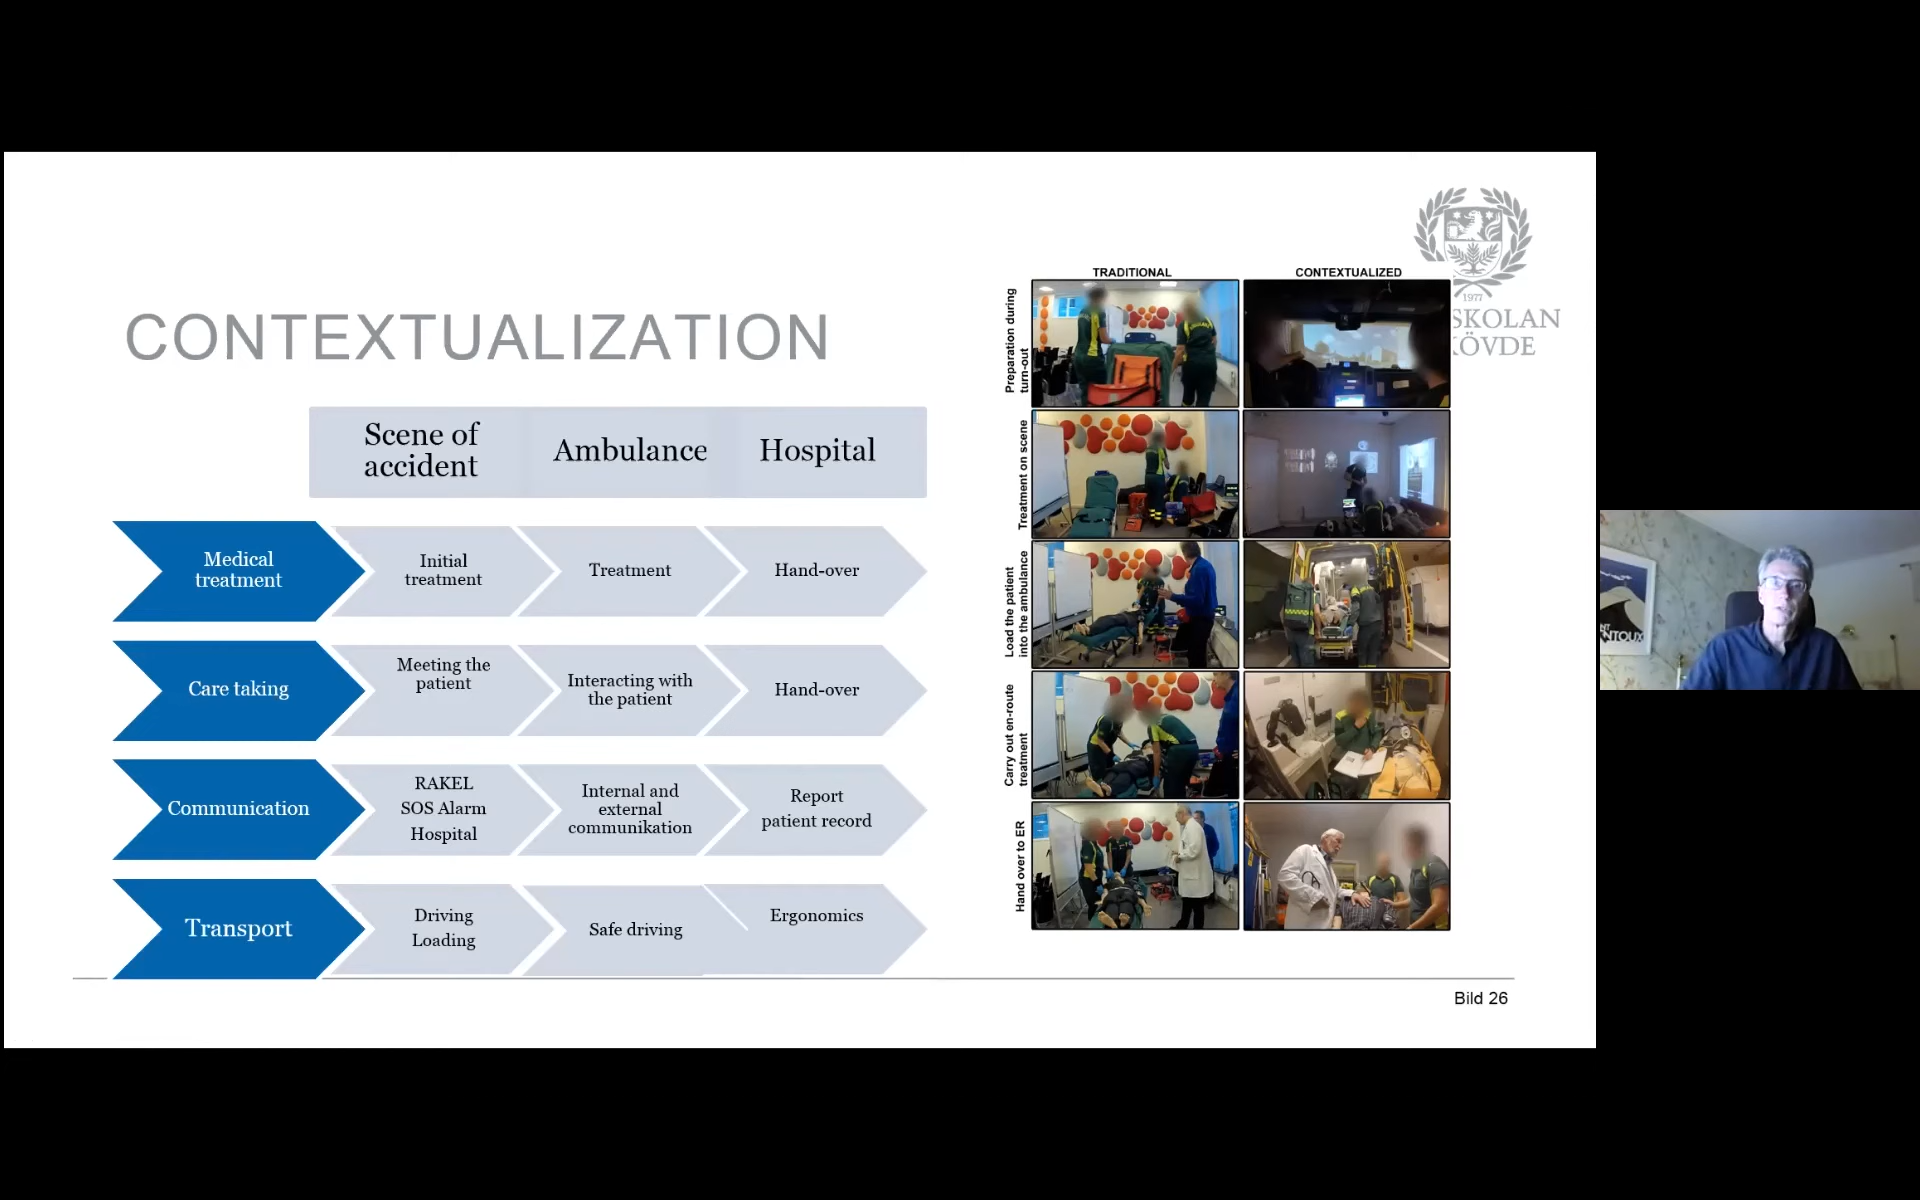 CONTEXTUALIZATION
Scene of
accident
Ambulance
Hospital
Medical
treatment
Initial
treatment
Treatment
Hand-over
Care taking
Meeting the
patient
Interacting with
the patient
Hand-over
Communication
RAKEL
SOS Alarm
Hospital
Internal and
external
communikation
Report
patient record
Transport
Driving
Loading
Safe driving
Ergonomics
TRADITIONAL
CONTEXTUALIZED
Preparation during
turn-out
Treatment on scene
Load the patient
into the ambulance
Carry out en-route
treatment
Hand over to ER
1977
SKOLAN
KÖVDE
Bild 26